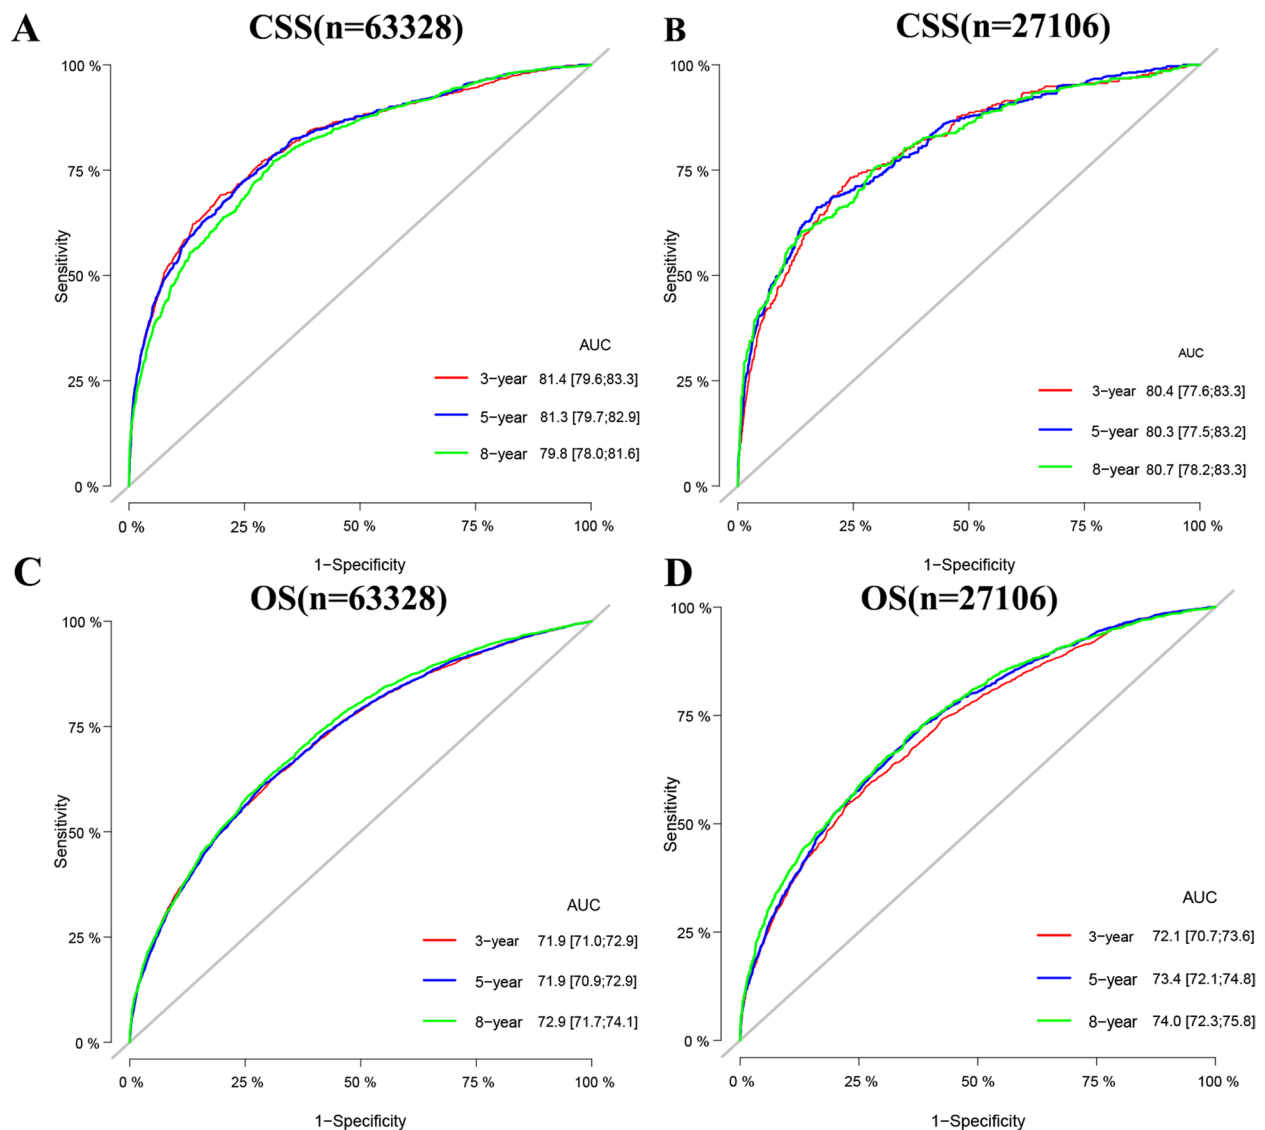 A
CSS(n=63328)
100 %
75 %
50 %
25 %
0 %
Sensitivity
AUC
3−year 81.4 [79.6;83.3]
5−year 81.3 [79.7;82.9]
8−year 79.8 [78.0;81.6]
0 % 25 % 50 % 75 % 100 %
1−Specificity
B
CSS(n=27106)
100 %
75 %
50 %
25 %
0 %
Sensitivity
AUC
3−year 80.4 [77.6;83.3]
5−year 80.3 [77.5;83.2]
8−year 80.7 [78.2;83.3]
0 % 25 % 50 % 75 % 100 %
1−Specificity
C
OS(n=63328)
100 %
75 %
50 %
25 %
0 %
Sensitivity
AUC
3−year 71.9 [71.0;72.9]
5−year 71.9 [70.9;72.9]
8−year 72.9 [71.7;74.1]
0 % 25 % 50 % 75 % 100 %
1−Specificity
D
OS(n=27106)
100 %
75 %
50 %
25 %
0 %
Sensitivity
AUC
3−year 72.1 [70.7;73.6]
5−year 73.4 [72.1;74.8]
8−year 74.0 [72.3;75.8]
0 % 25 % 50 % 75 % 100 %
1−Specificity